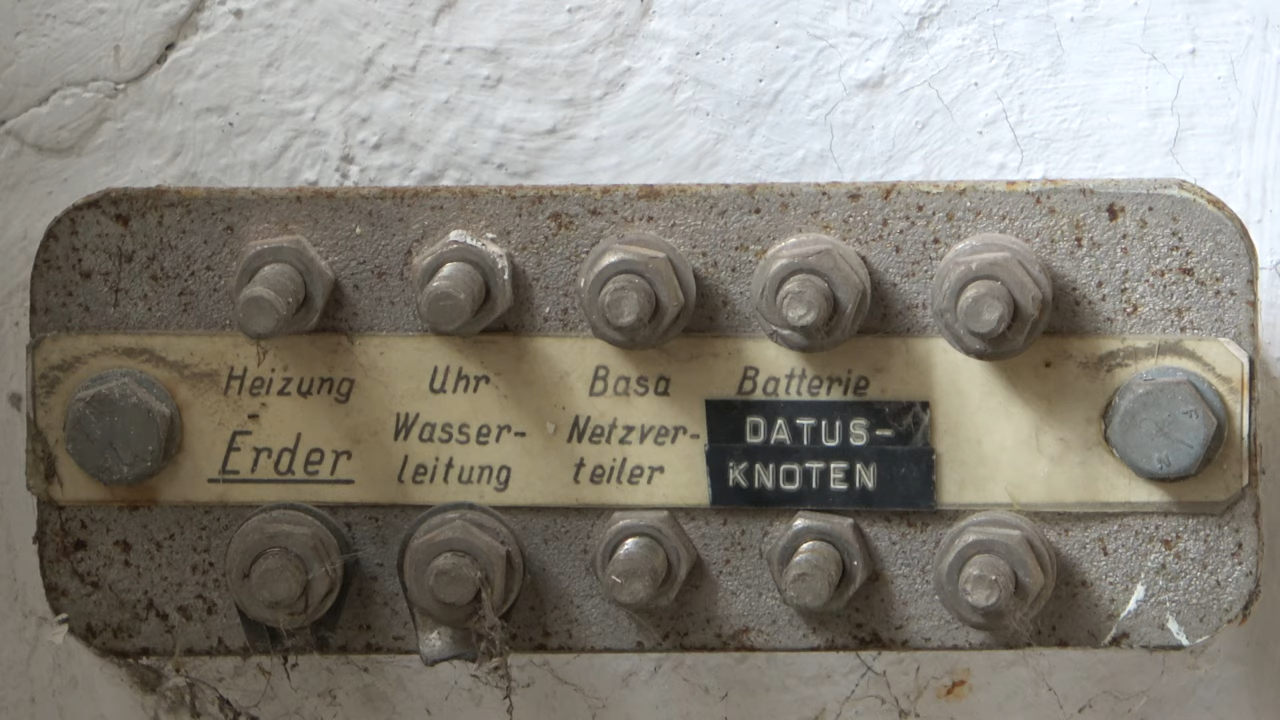 Heizung Uhr Basa Batterie
Erder Wasser- Netzver- DATUS-
leitung teiler KNOTEN